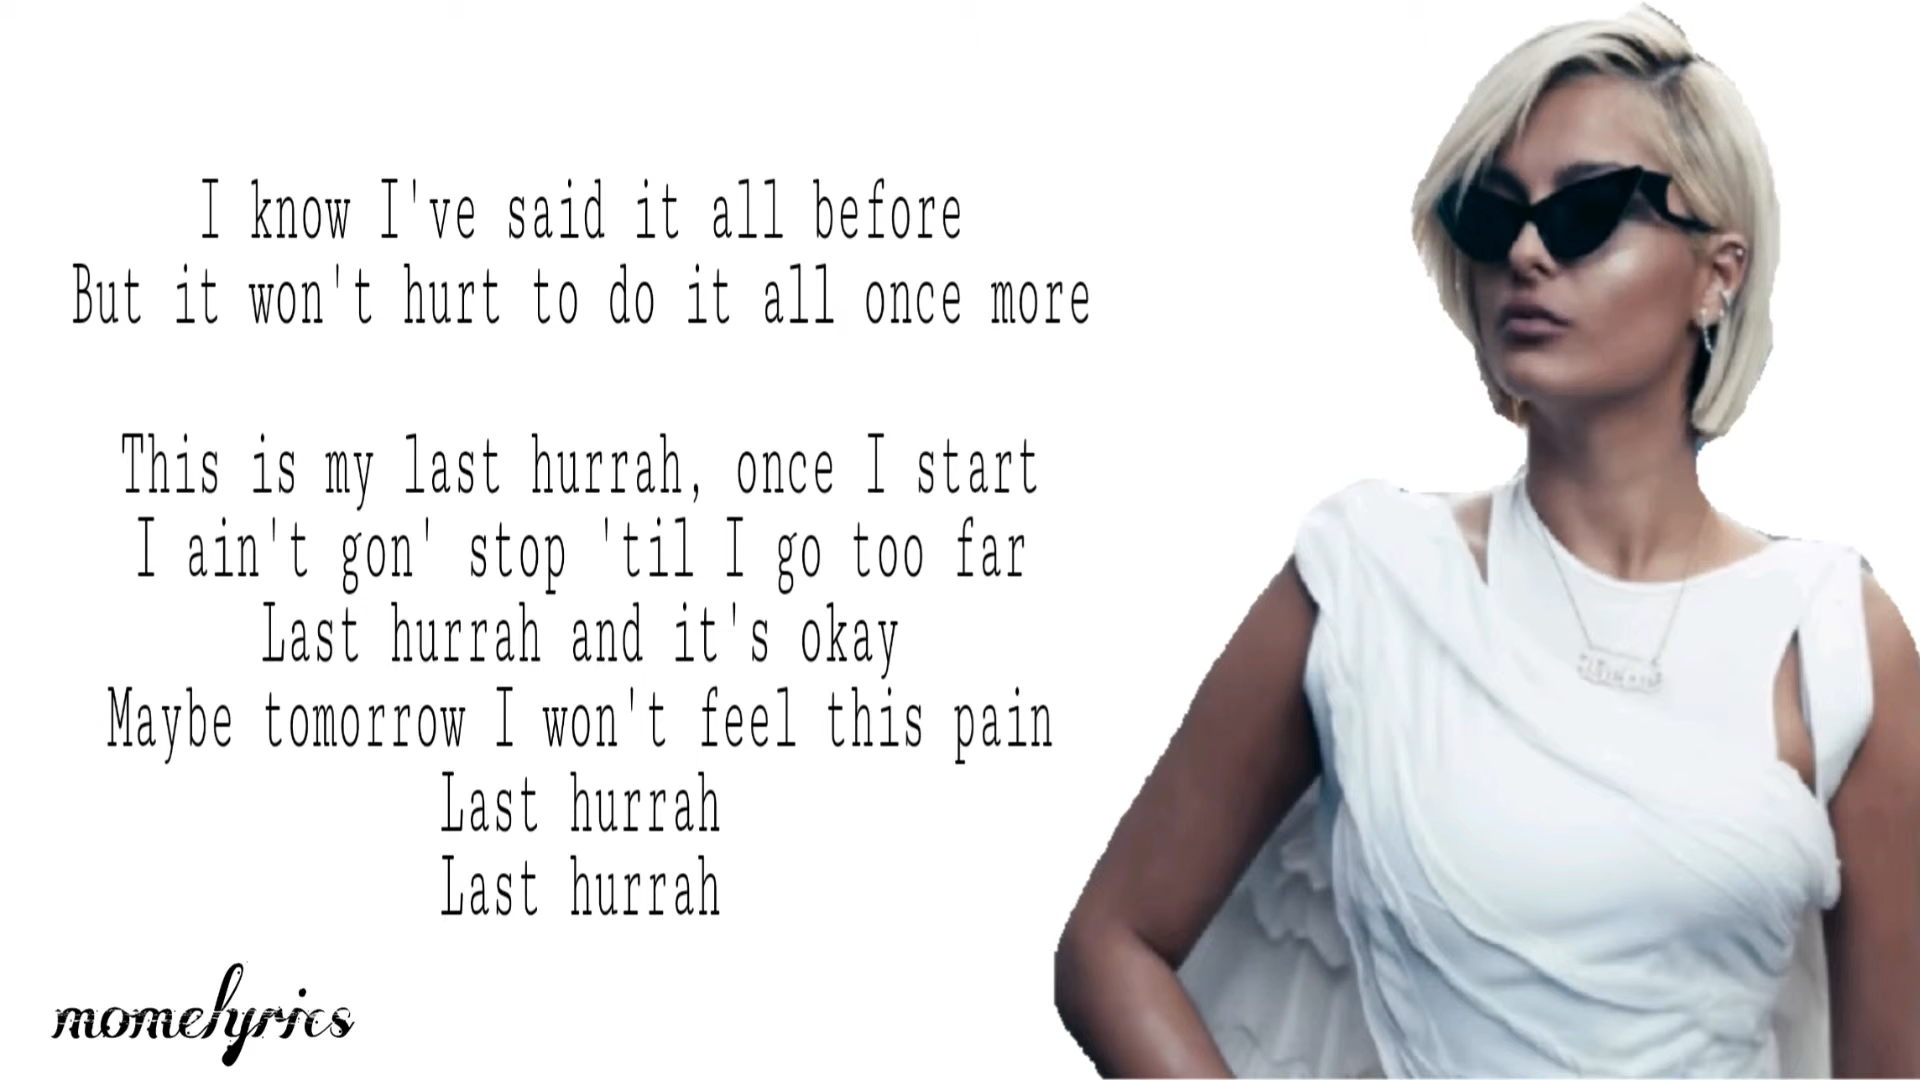 I know I've said it all before
But it won't hurt to do it all once more
This is my last hurrah, once I start
I ain't gon' stop 'til I go too far
Last hurrah and it's okay
Maybe tomorrow I won't feel this pain
Last hurrah
Last hurrah
momelyrics